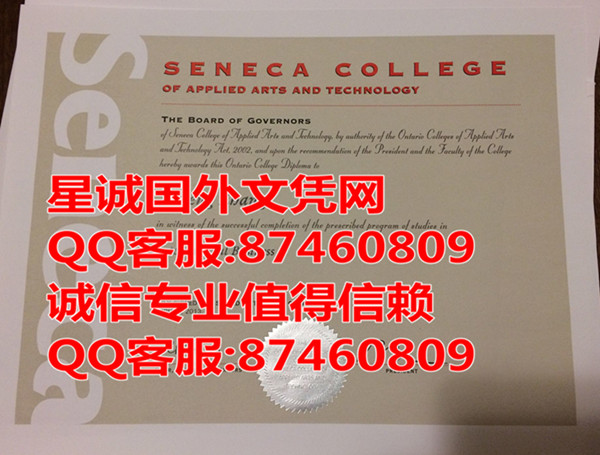 Seneca
SENECA COLLEGE
OF APPLIED ARTS AND TECHNOLOGY
THE BOARD OF GOVERNORS
of Seneca College of Applied Arts and Technology, by authority of the Ontario Colleges of Applied Arts
and Technology Act, 2002, and upon the recommendation of the President and the Faculty of the College
hereby awards this Ontario College Diploma to
星诚国外文凭网
in witness of the successful completion of the prescribed program of studies in
QQ客服:87460809
诚信专业值得信赖
QQ客服:87460809
PRESIDENT